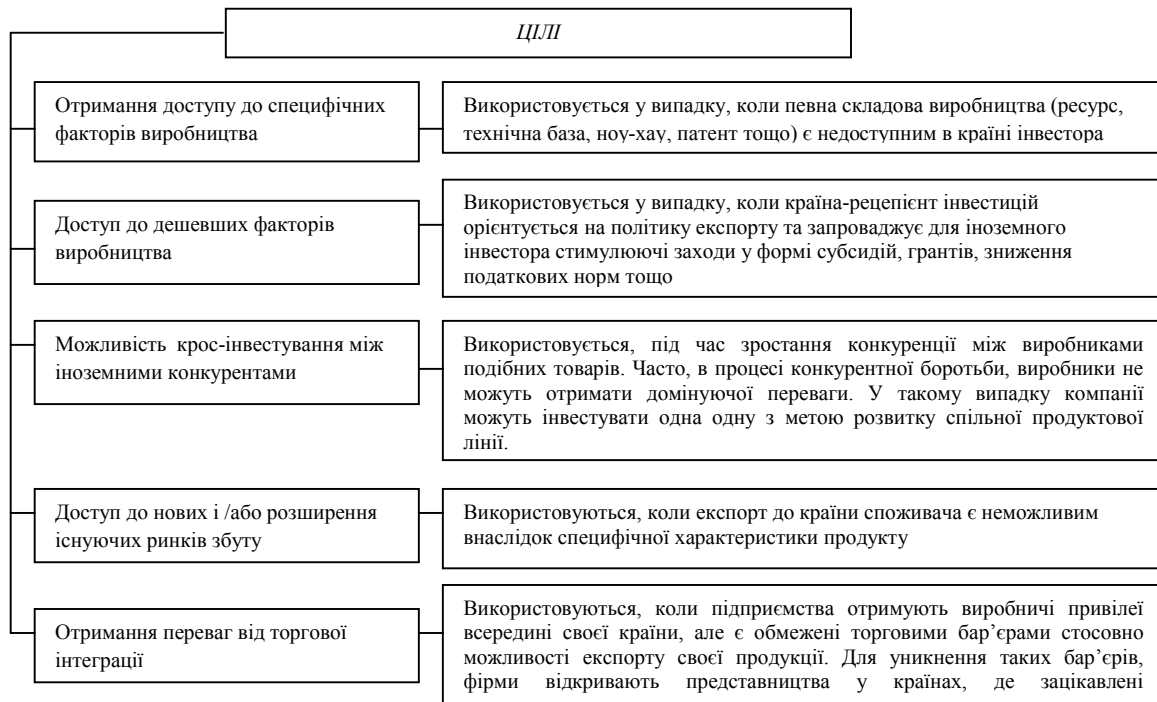 ЦІЛІ
Отримання доступу до специфічних
факторів виробництва
Використовується у випадку, коли певна складова виробництва (ресурс,
технічна база, ноу-хау, патент тощо) є недоступним в країні інвестора
Доступ до дешевших факторів
виробництва
Використовується у випадку, коли країна-рецепієнт інвестицій
орієнтується на політику експорту та запроваджує для іноземного
інвестора стимулюючі заходи у формі субсидій, грантів, зниження
податкових норм тощо
Можливість крос-інвестування між
іноземними конкурентами
Використовується, під час зростання конкуренції між виробниками
подібних товарів. Часто, в процесі конкурентної боротьби, виробники не
можуть отримати домінуючої переваги. У такому випадку компанії
можуть інвестувати одна одну з метою розвитку спільної продуктової
лінії.
Доступ до нових і /або розширення
існуючих ринків збуту
Використовуються, коли експорт до країни споживача є неможливим
внаслідок специфічної характеристики продукту
Отримання переваг від торгової
інтеграції
Використовуються, коли підприємства отримують виробничі привілеї
всередині своєї країни, але є обмежені торговими бар’єрами стосовно
можливості експорту своєї продукції. Для уникнення таких бар’єрів,
фірми відкривають представництва у країнах, де зацікавлені